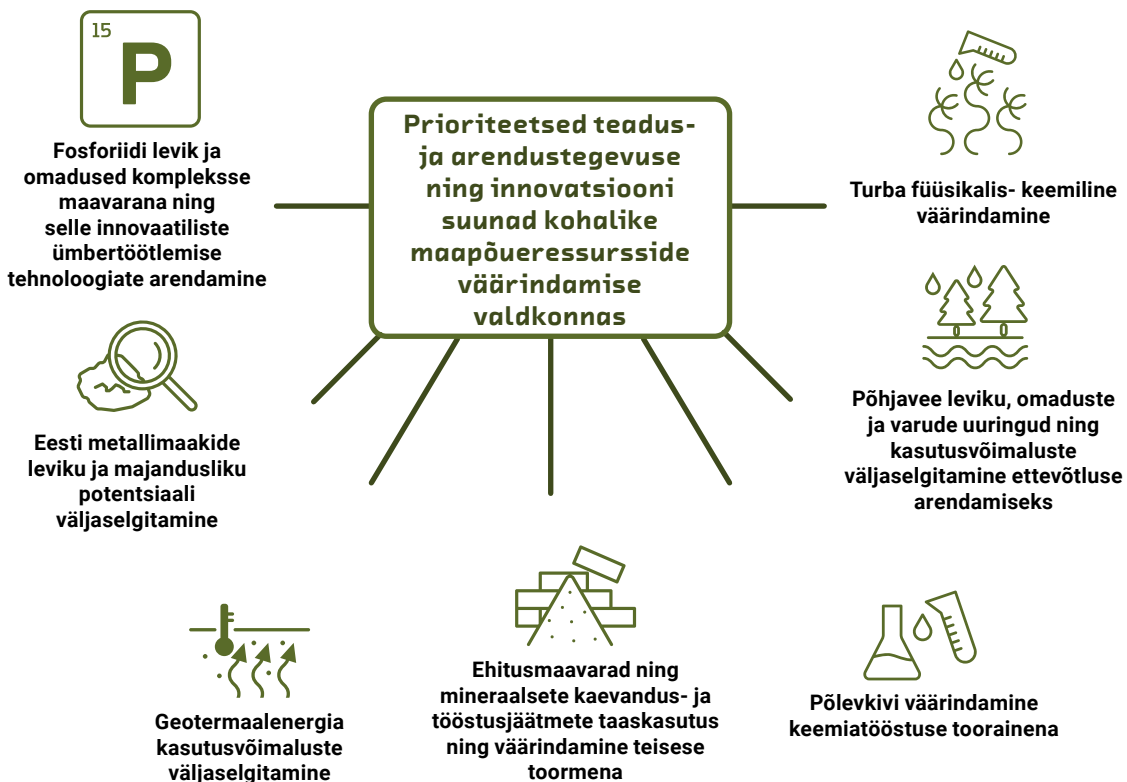 Prioriteetsed teadus-
ja arendustegevuse
ning innovatsiooni
suunad kohalike
maapõueressursside
väärindamise
valdkonnas
15
P
Fosforiidi levik ja
omadused kompleksse
maavarana ning
selle innovaatiliste
ümbertöötlemise
tehnoloogiate arendamine
Eesti metallimaakide
leviku ja majandusliku
potentsiaali
väljaselgitamine
Geotermaalenergia
kasutusvõimaluste
väljaselgitamine
Ehitusmaavarad ning
mineraalsete kaevandus- ja
tööstusjäätmete taaskasutus
ning väärindamine teisese
toormena
Põlevkivi väärindamine
keemiatööstuse toorainena
Põhjavee leviku, omaduste
ja varude uuringud ning
kasutusvõimaluste
väljaselgitamine ettevõtluse
arendamiseks
Turba füüsikalis- keemiline
väärindamine